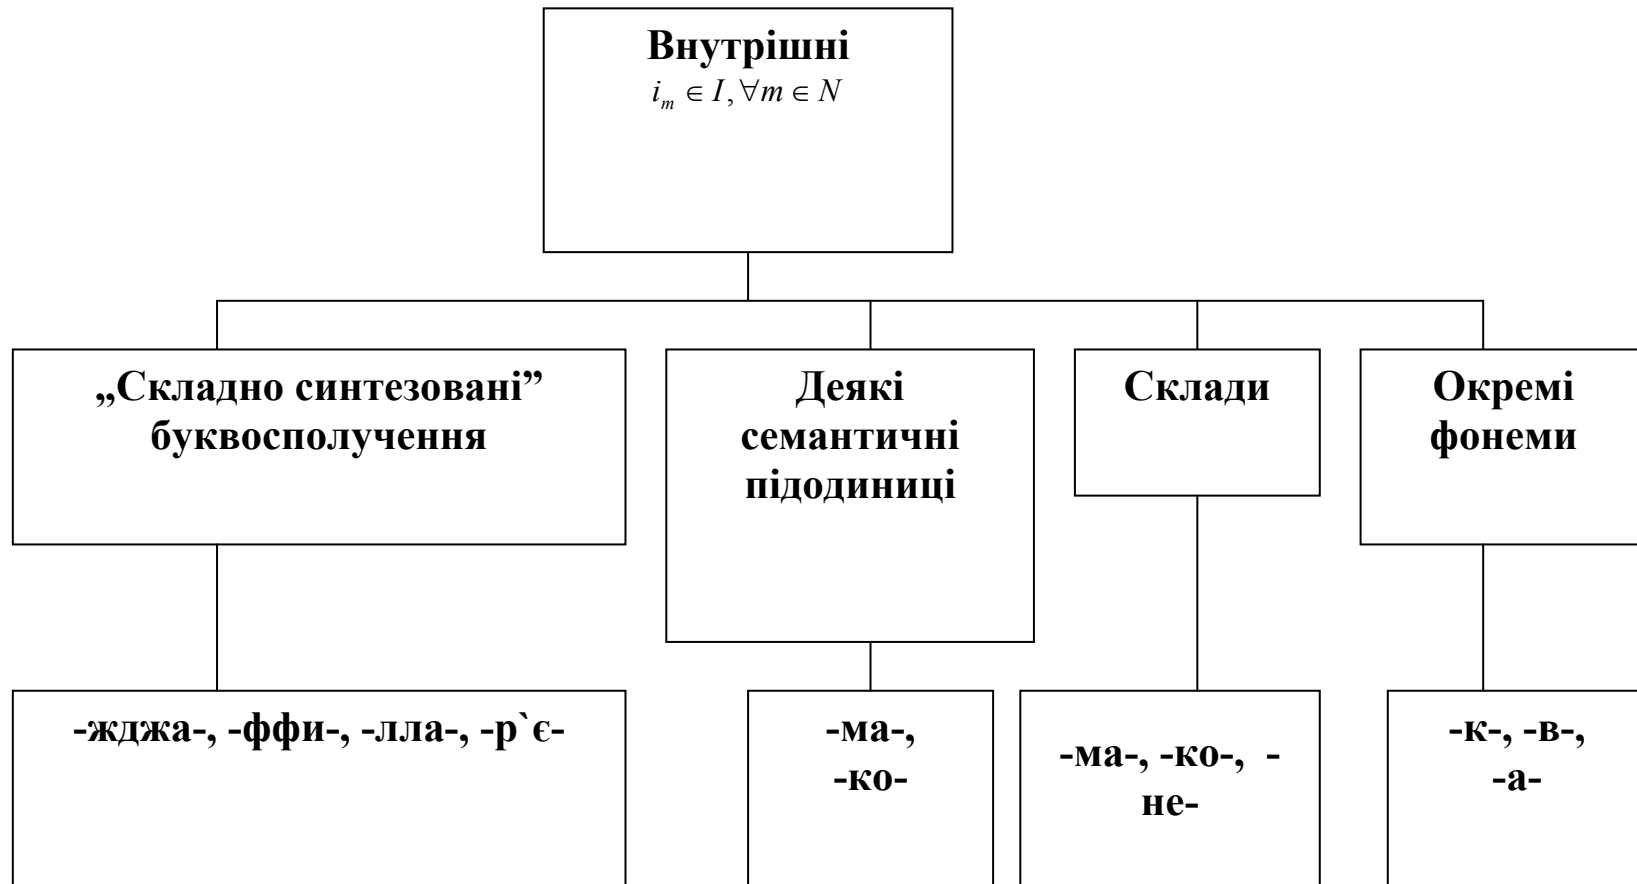 Внутрішні
i_m ∈ I, ∀m ∈ N
„Складно синтезовані”
буквосполучення
Деякі
семантичні
підодиниці
Склади
Окремі
фонеми
-жджа-, -ффи-, -лла-, -р`є-
-ма-,
-ко-
-ма-, -ко-, -
не-
-к-, -в-,
-а-